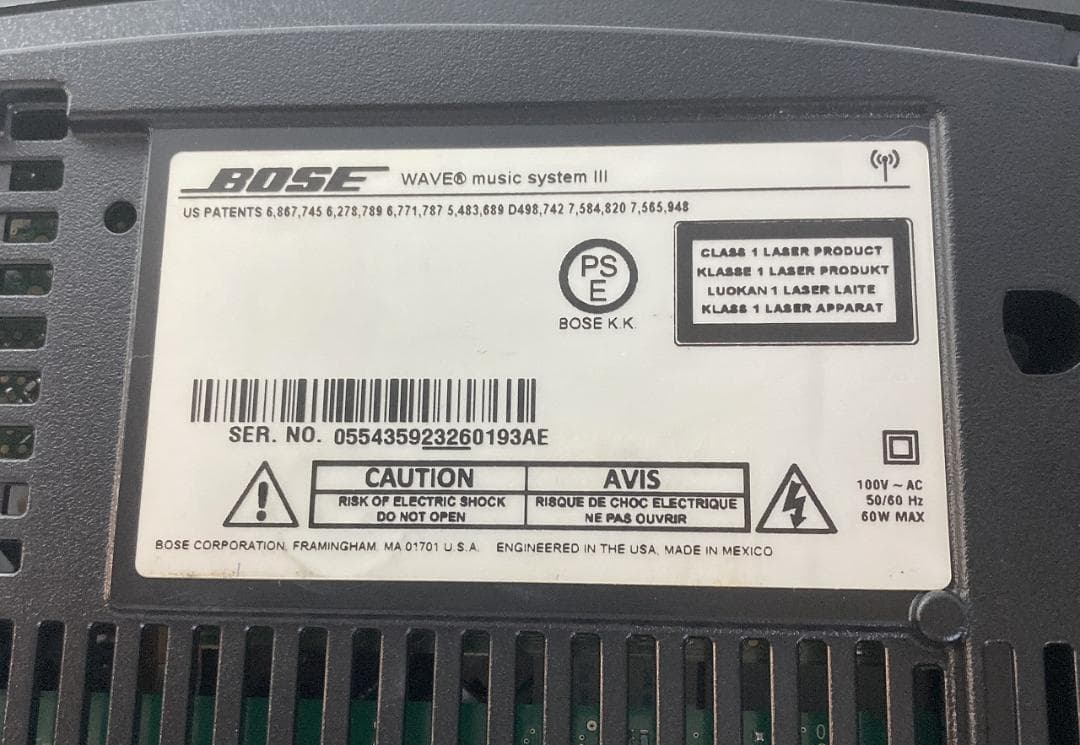 BOSE WAVE® music system III
US PATENTS 6,867,745 6,278,789 6,771,787 5,483,689 D498,742 7,584,820 7,565,948
PS
E
BOSE K.K.
CLASS 1 LASER PRODUCT
KLASSE 1 LASER PRODUKT
LUOKAN 1 LASER LAITE
KLASS 1 LASER APPARAT
SER. NO. 055435923260193AE
CAUTION
RISK OF ELECTRIC SHOCK
DO NOT OPEN
AVIS
RISQUE DE CHOC ELECTRIQUE
NE PAS OUVRIR
100V ~ AC
50/60 Hz
60W MAX
BOSE CORPORATION, FRAMINGHAM, MA 01701 U.S.A. ENGINEERED IN THE USA, MADE IN MEXICO